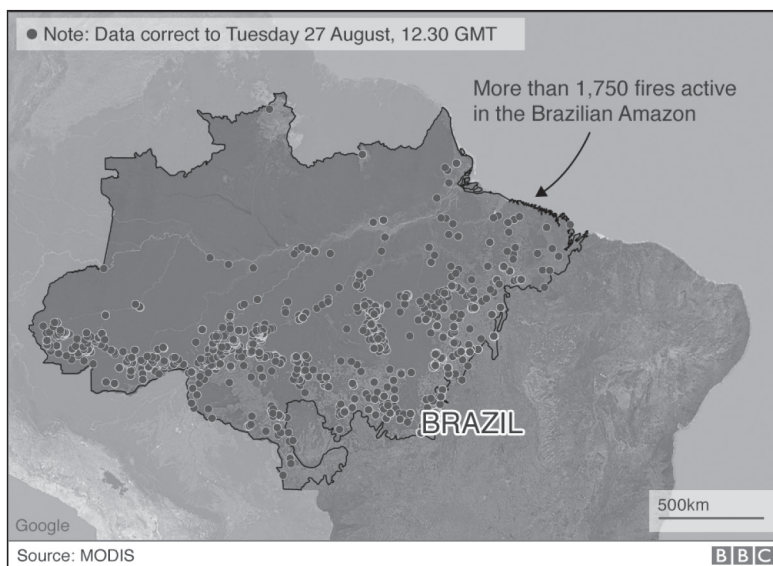 Note: Data correct to Tuesday 27 August, 12.30 GMT
More than 1,750 fires active
in the Brazilian Amazon
BRAZIL
500km
Google
Source: MODIS
BBC